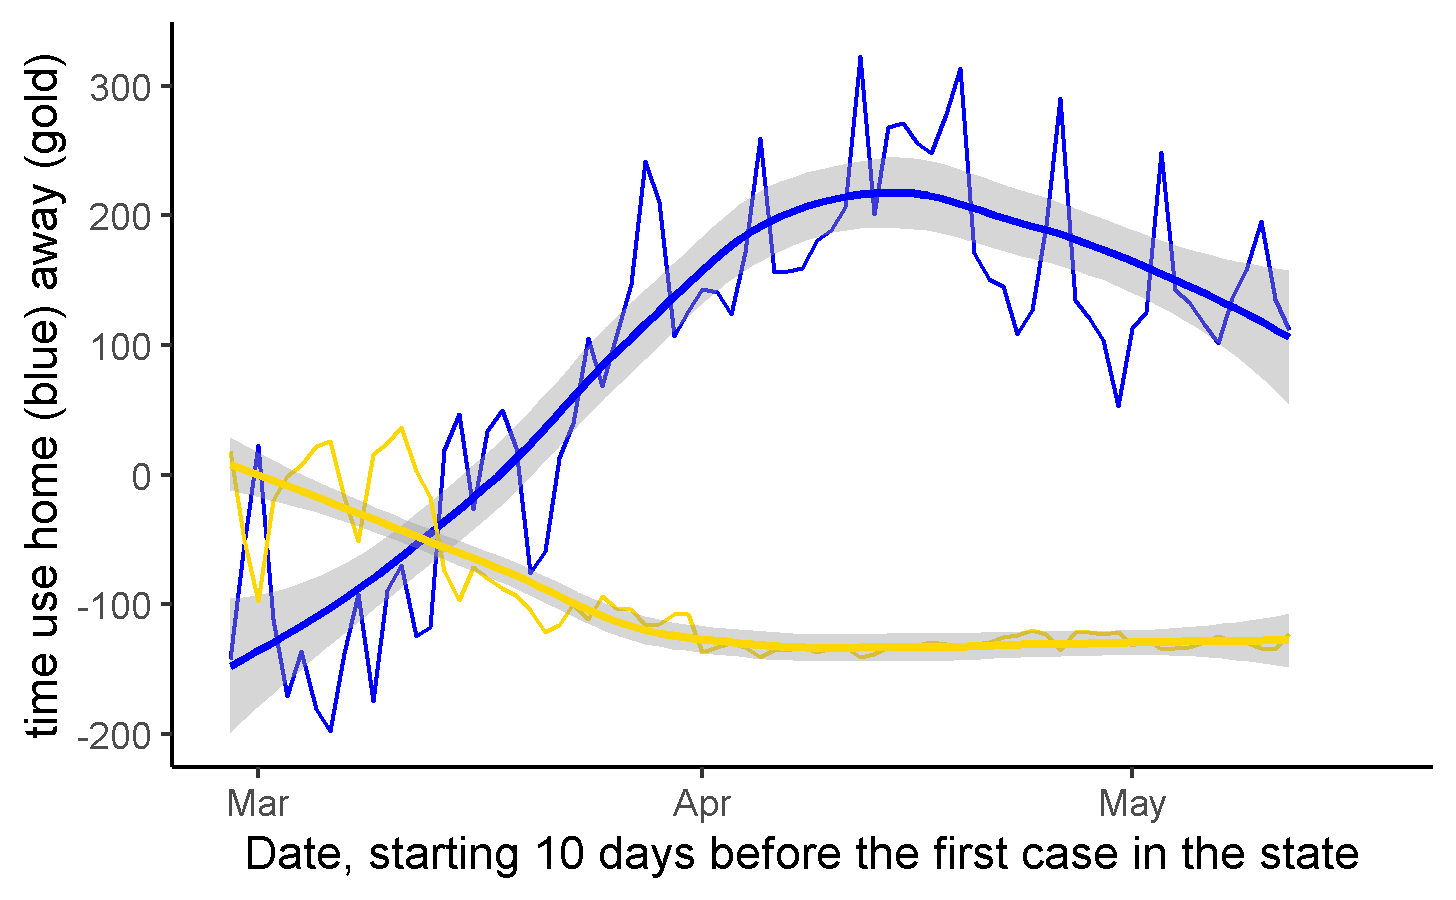 time use home (blue) away (gold)
300
200
100
0
-100
-200
Mar
Apr
May
Date, starting 10 days before the first case in the state